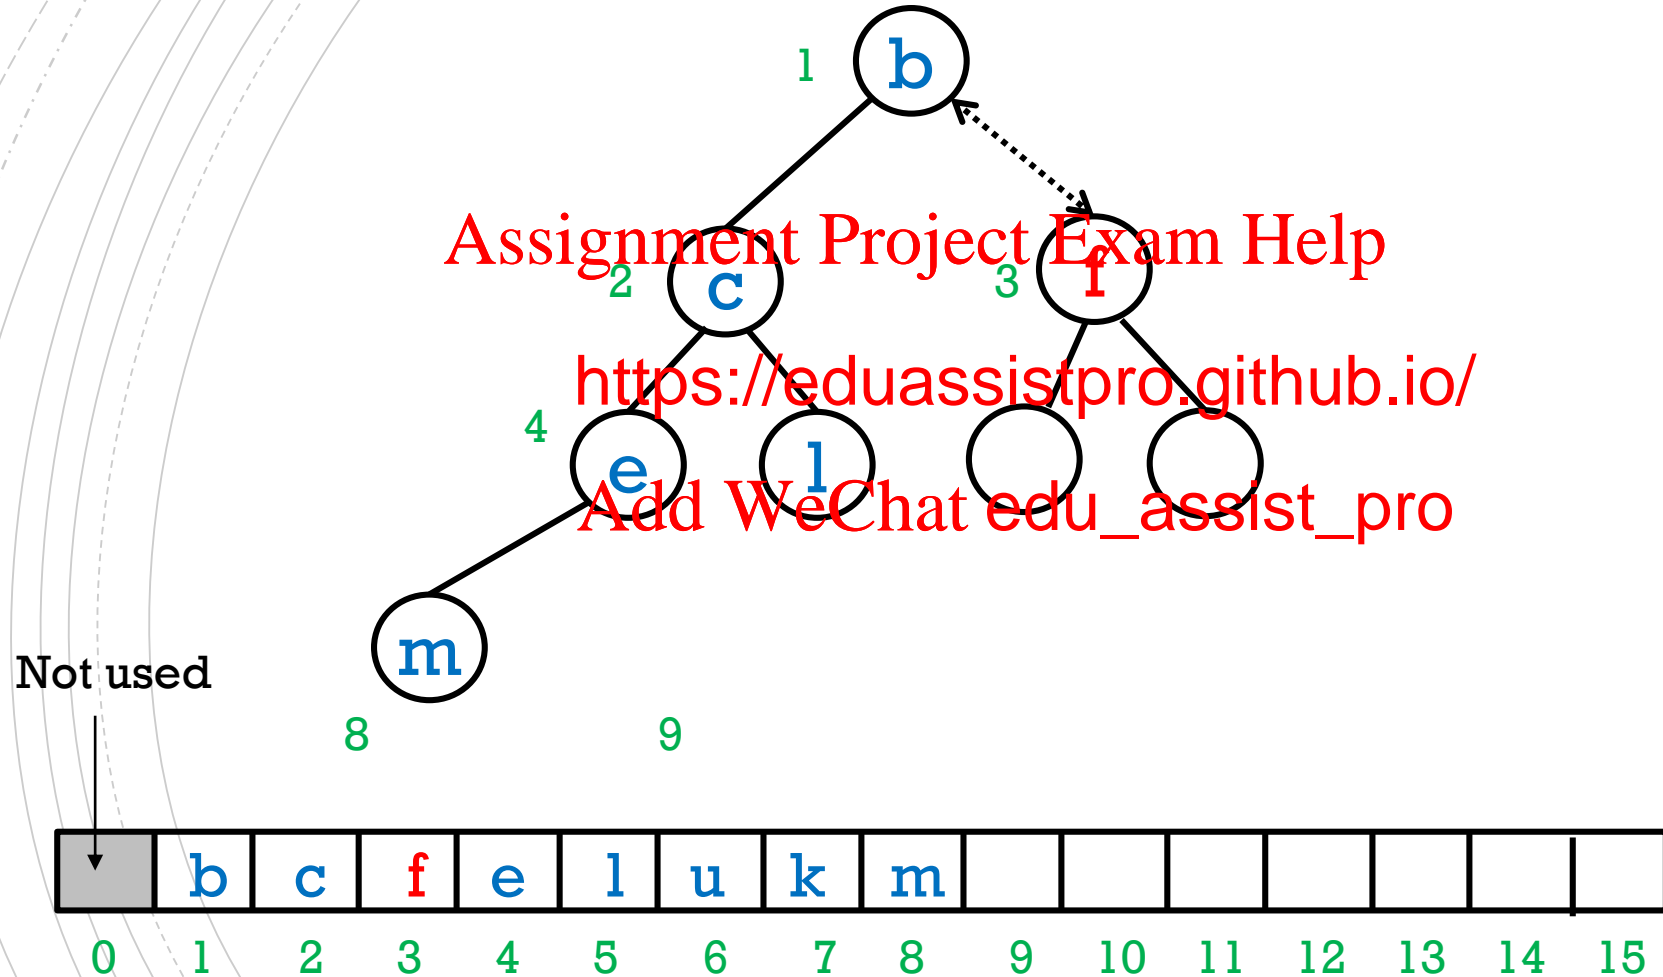 1 b
Assignment Project Exam Help
2 c 3 f
https://eduassistpro.github.io/
4 e l
Add WeChat edu_assist_pro
m
Not used
8 9
b c f e l u k m
0 1 2 3 4 5 6 7 8 9 10 11 12 13 14 15